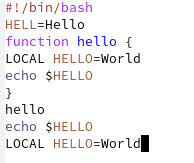 #!/bin/bash
HELL=Hello
function hello {
LOCAL HELLO=World
echo $HELLO
}
hello
echo $HELLO
LOCAL HELLO=World